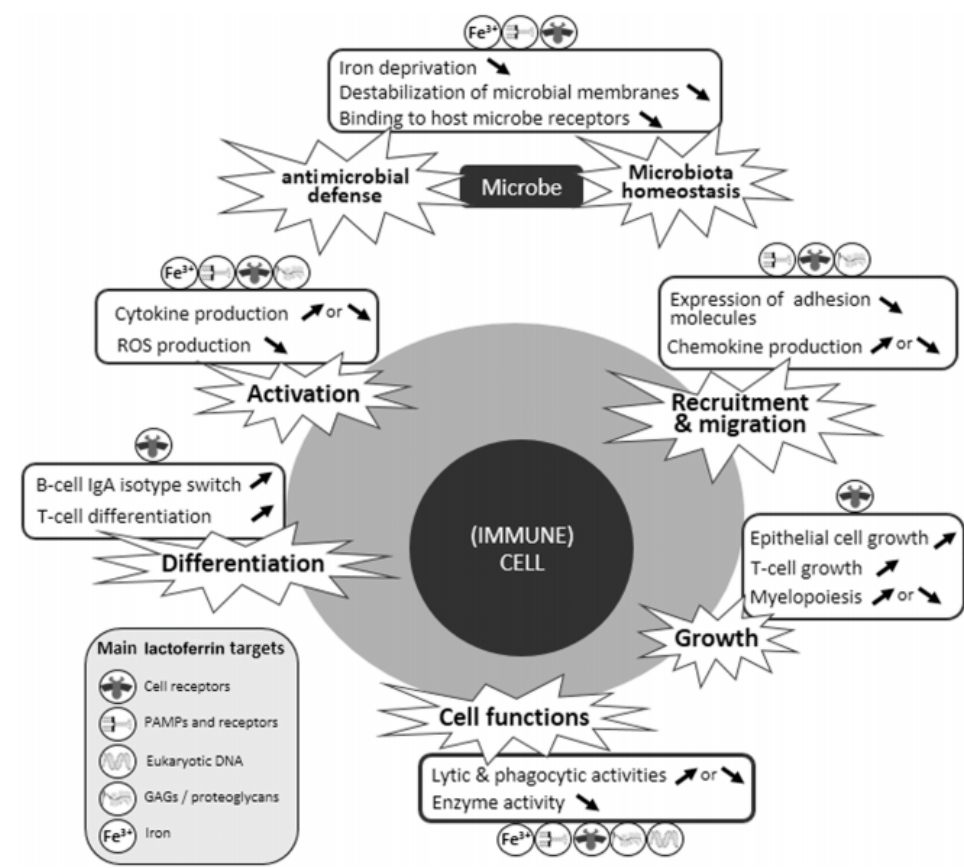 Fe³⁺
Iron deprivation
Destabilization of microbial membranes
Binding to host microbe receptors
antimicrobial
defense
Microbe
Microbiota
homeostasis
Fe³⁺
Cytokine production or
ROS production
Activation
Expression of adhesion
molecules
Chemokine production or
Recruitment
& migration
B-cell IgA isotype switch
T-cell differentiation
Differentiation
(IMMUNE)
CELL
Epithelial cell growth
T-cell growth
Myelopoiesis or
Growth
Main lactoferrin targets
Cell receptors
PAMPs and receptors
Eukaryotic DNA
GAGs / proteoglycans
Fe³⁺ Iron
Cell functions
Lytic & phagocytic activities or
Enzyme activity
Fe³⁺